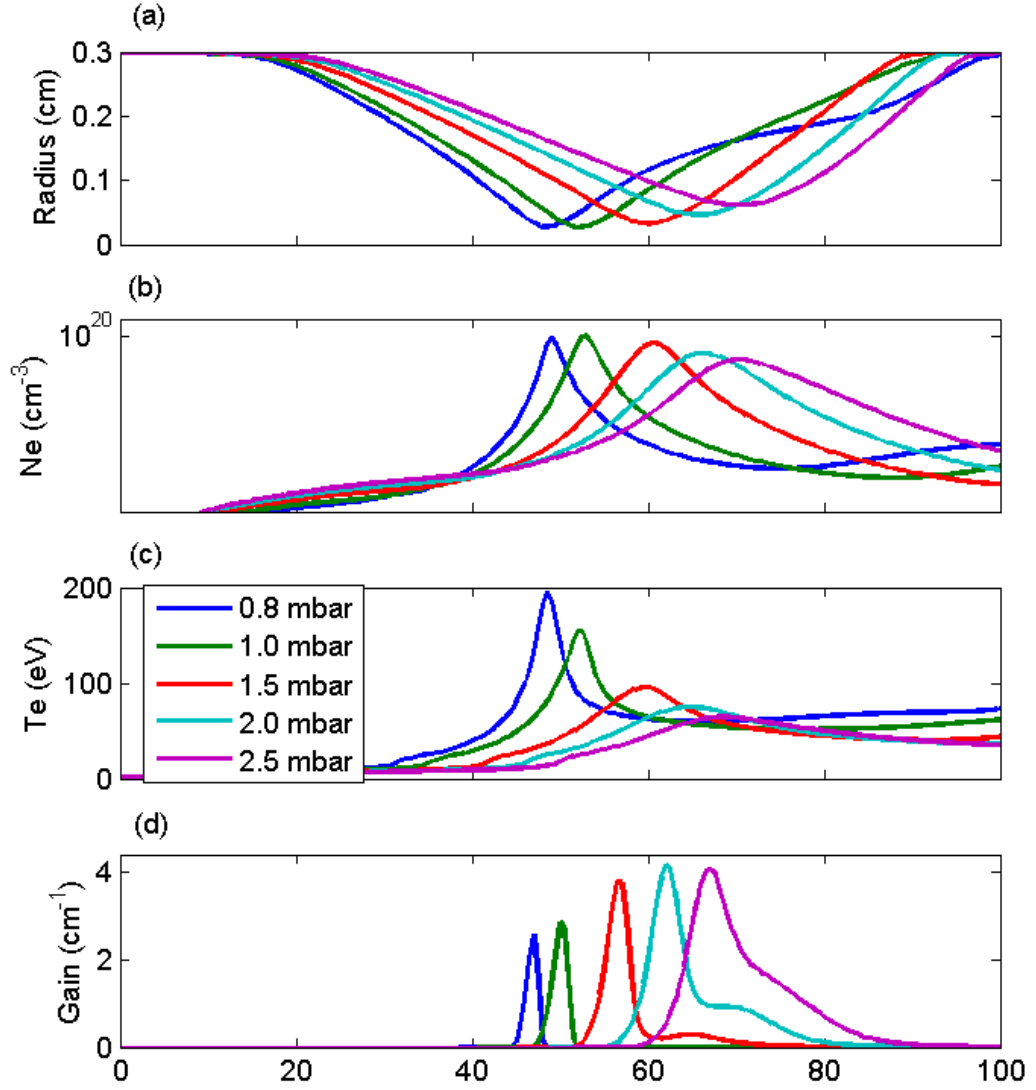 (a)
0.3
0.2
0.1
0
Radius (cm)
(b)
10^20
Ne (cm^-3)
(c)
200
100
0
Te (eV)
0.8 mbar
1.0 mbar
1.5 mbar
2.0 mbar
2.5 mbar
(d)
4
2
0
Gain (cm^-1)
0 20 40 60 80 100